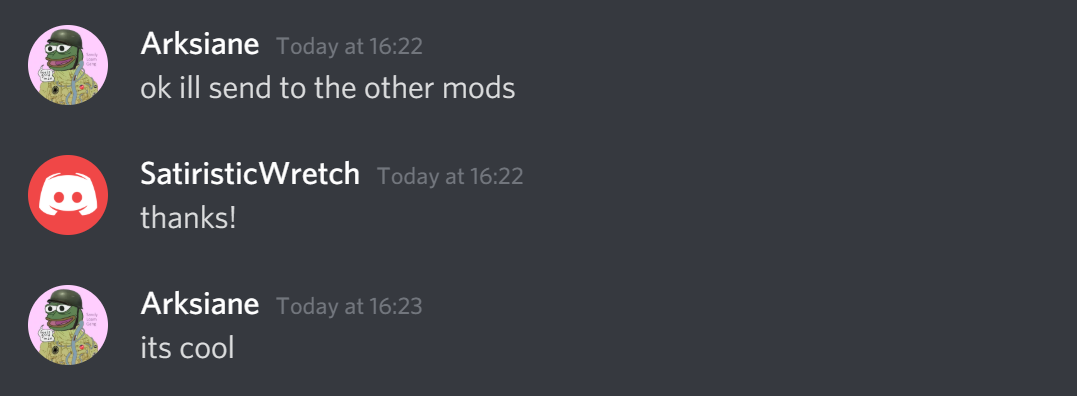 Arksiane Today at 16:22
ok ill send to the other mods
SatiristicWretch Today at 16:22
thanks!
Arksiane Today at 16:23
its cool